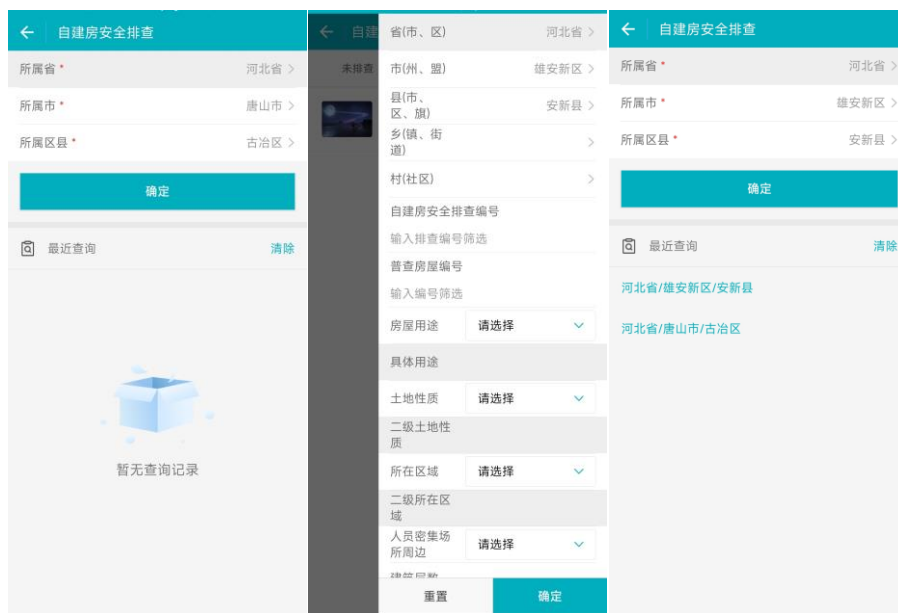 自建房安全排查
所属省 * 河北省
所属市 * 唐山市
所属区县 * 古冶区
确定
最近查询 清除
暂无查询记录
自建
未排查
省(市、区) 河北省
市(州、盟) 雄安新区
县(市、
区、旗) 安新县
乡(镇、街
道)
村(社区)
自建房安全排查编号
输入排查编号筛选
普查房屋编号
输入编号筛选
房屋用途 请选择
具体用途
土地性质 请选择
二级土地性
质
所在区域 请选择
二级所在区
域
人员密集场
所周边 请选择
建筑层数
重置 确定
自建房安全排查
所属省 * 河北省
所属市 * 雄安新区
所属区县 * 安新县
确定
最近查询 清除
河北省/雄安新区/安新县
河北省/唐山市/古冶区